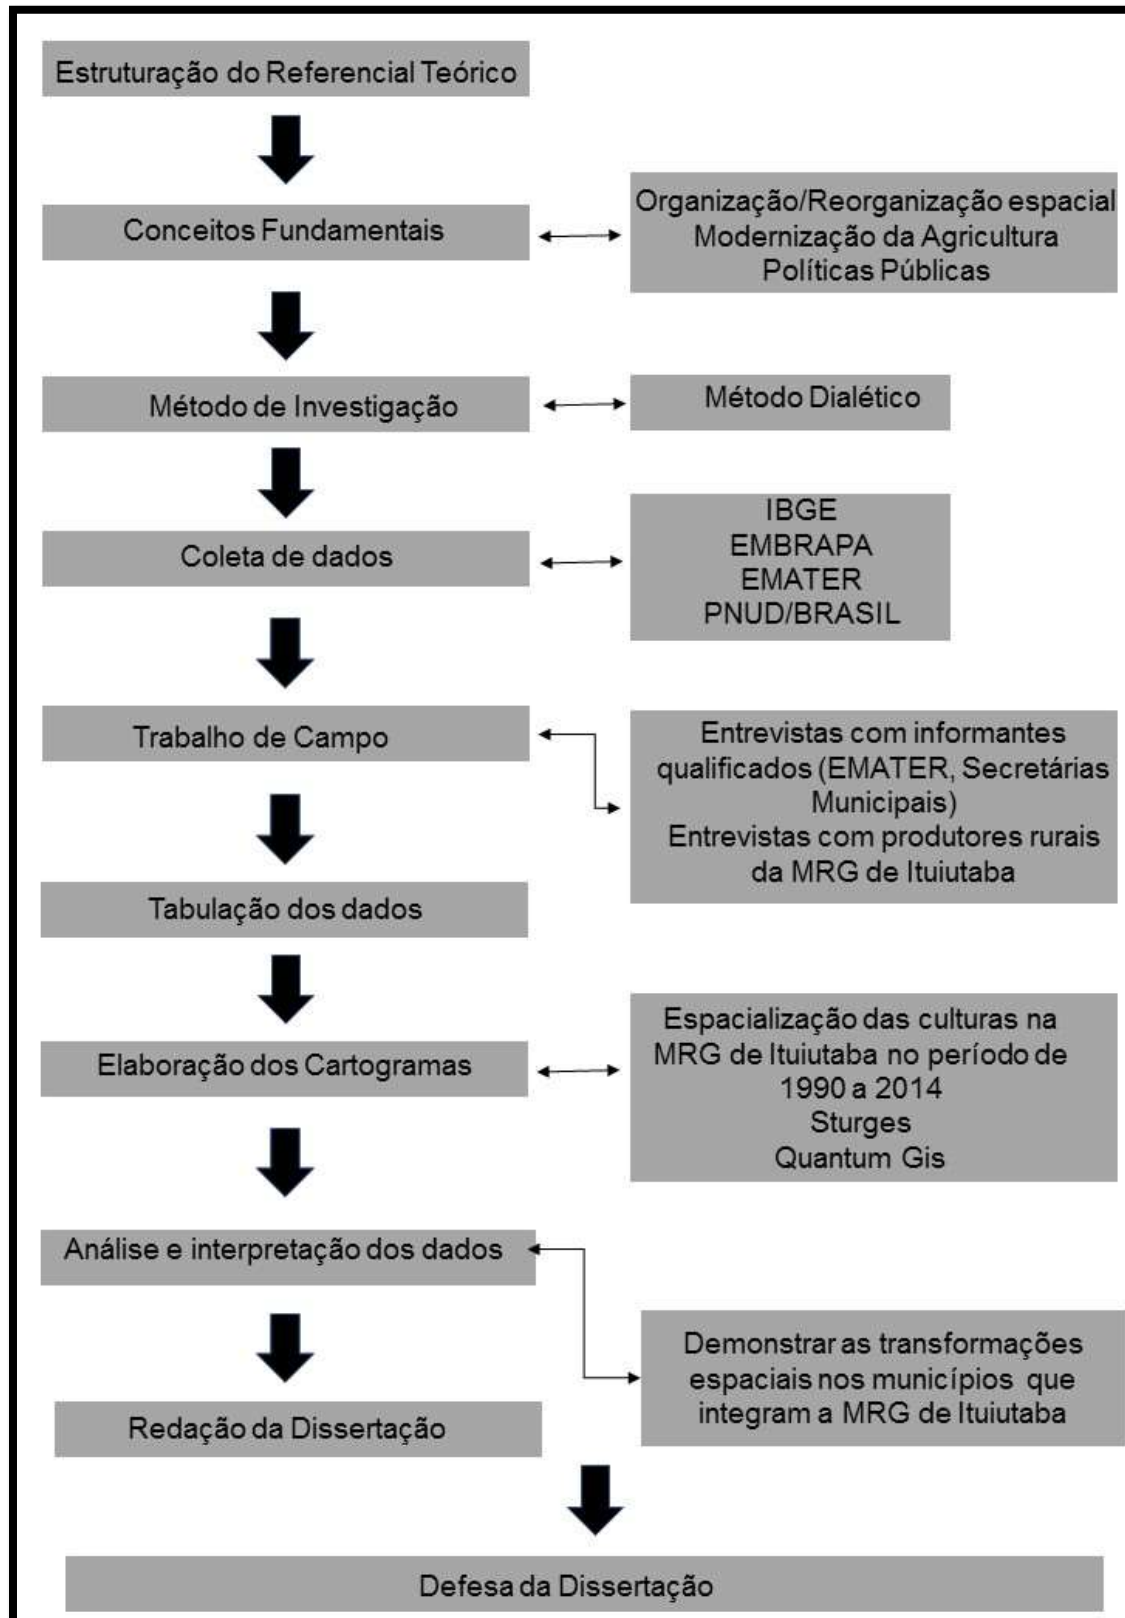 Estruturação do Referencial Teórico
Conceitos Fundamentais
Organização/Reorganização espacial
Modernização da Agricultura
Políticas Públicas
Método de Investigação
Método Dialético
Coleta de dados
IBGE
EMBRAPA
EMATER
PNUD/BRASIL
Trabalho de Campo
Entrevistas com informantes
qualificados (EMATER, Secretárias
Municipais)
Entrevistas com produtores rurais
da MRG de Ituiutaba
Tabulação dos dados
Elaboração dos Cartogramas
Espacialização das culturas na
MRG de Ituiutaba no período de
1990 a 2014
Sturges
Quantum Gis
Análise e interpretação dos dados
Demonstrar as transformações
espaciais nos municípios que
integram a MRG de Ituiutaba
Redação da Dissertação
Defesa da Dissertação